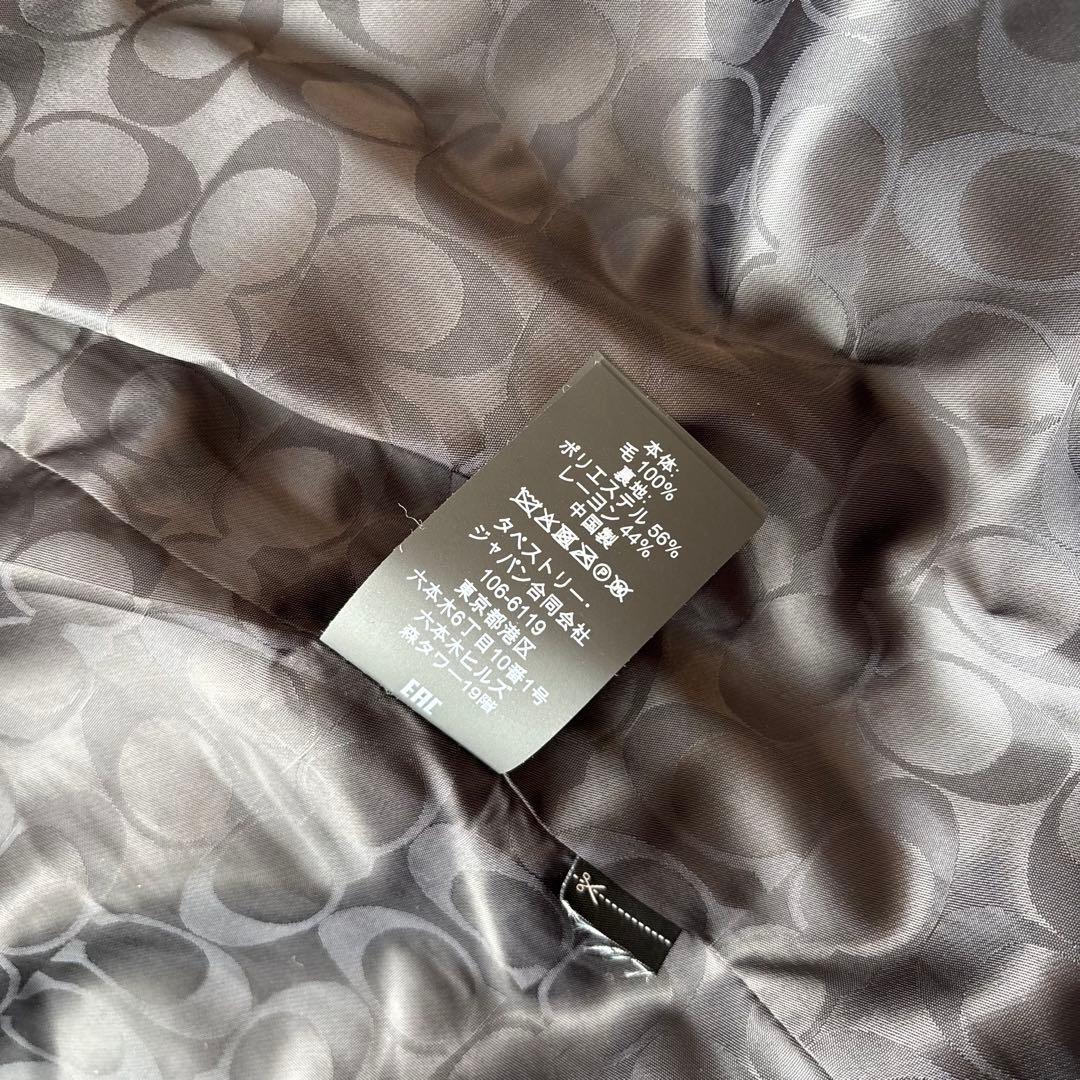 本体:
毛 100%
裏地:
ポリエステル 56%
レーヨン 44%
中国製
P
タペストリー.
ジャパン合同会社
106-6119
東京都港区
六本木6丁目10番1号
六本木ヒルズ
森タワー19階
EAC